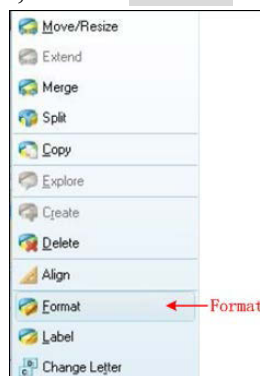 Move/Resize
Extend
Merge
Split
Copy
Explore
Create
Delete
Align
Format
Format
Label
Change Letter